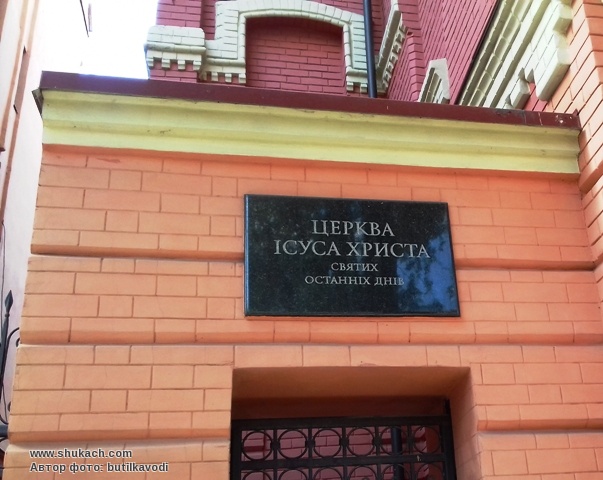 ЦЕРКВА
ІСУСА ХРИСТА
СВЯТИХ
ОСТАННІХ ДНІВ
www.shukach.com
Автор фото: butilkavodi